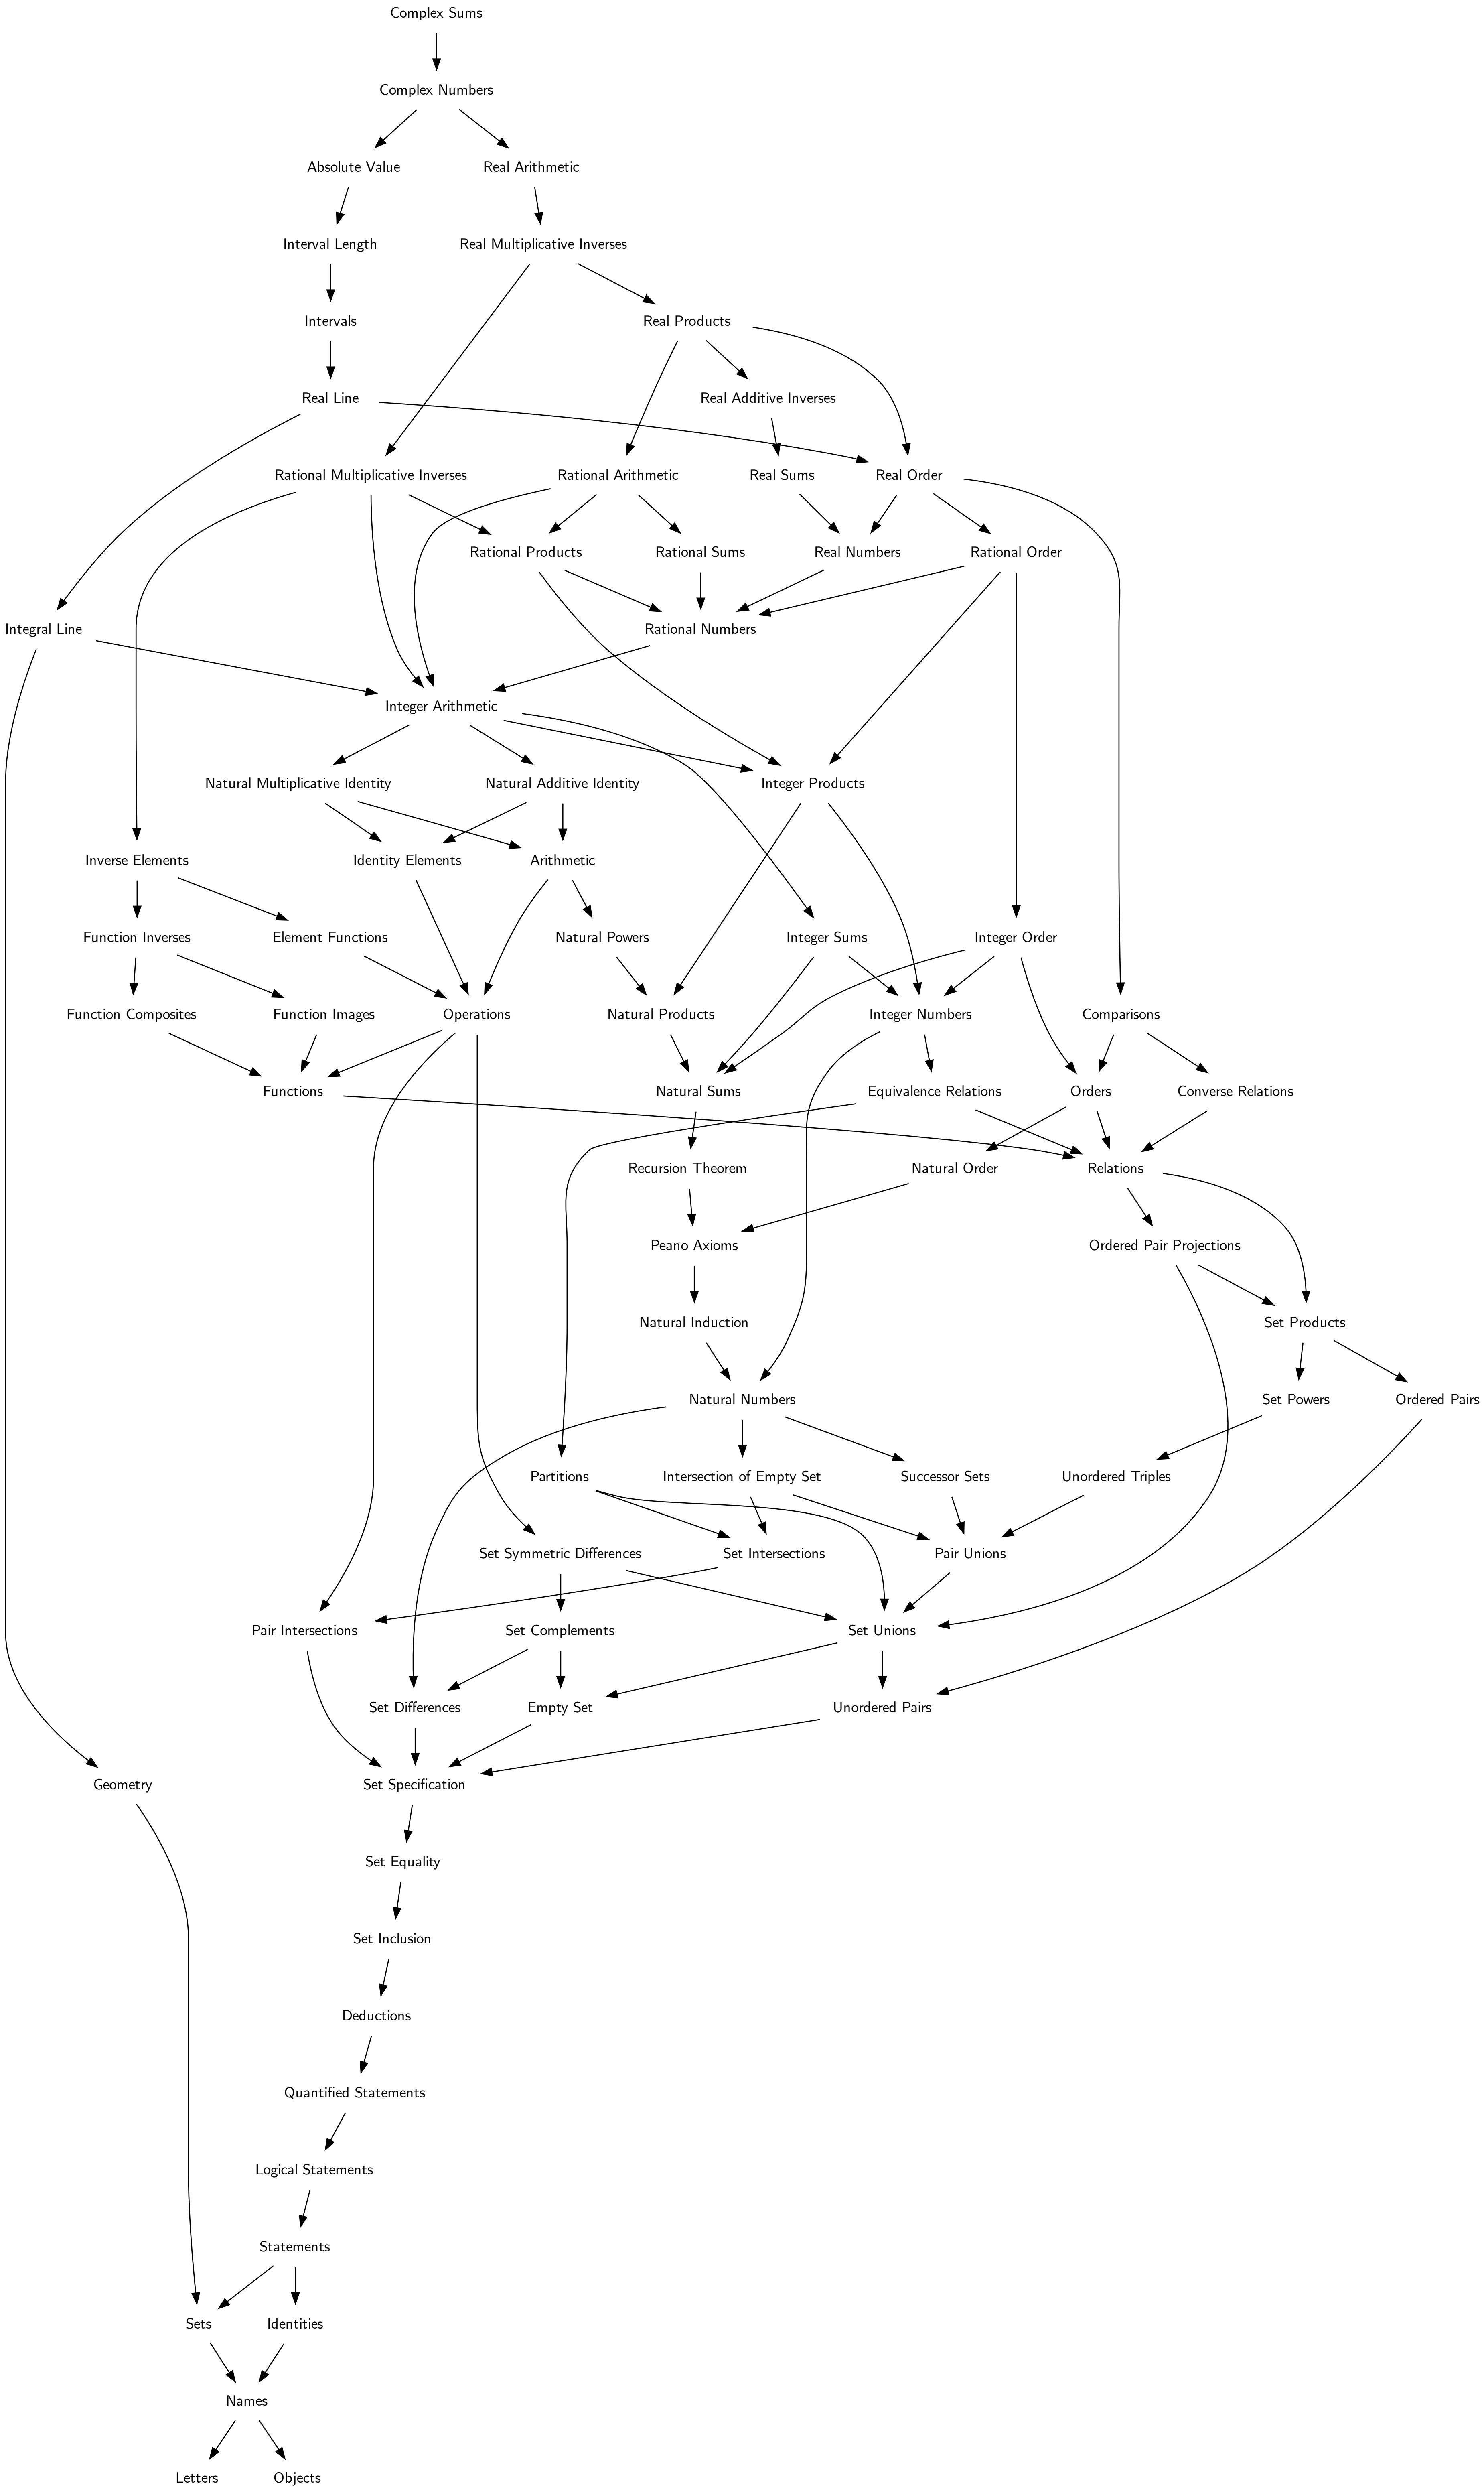 Complex Sums
Complex Numbers
Absolute Value
Real Arithmetic
Interval Length
Real Multiplicative Inverses
Intervals
Real Products
Real Line
Real Additive Inverses
Rational Multiplicative Inverses
Rational Arithmetic
Real Sums
Real Order
Rational Products
Rational Sums
Real Numbers
Rational Order
Integral Line
Rational Numbers
Integer Arithmetic
Natural Multiplicative Identity
Natural Additive Identity
Integer Products
Inverse Elements
Identity Elements
Arithmetic
Function Inverses
Element Functions
Natural Powers
Integer Sums
Integer Order
Function Composites
Function Images
Operations
Natural Products
Integer Numbers
Comparisons
Functions
Natural Sums
Equivalence Relations
Orders
Converse Relations
Recursion Theorem
Natural Order
Relations
Peano Axioms
Ordered Pair Projections
Natural Induction
Set Products
Natural Numbers
Set Powers
Ordered Pairs
Partitions
Intersection of Empty Set
Successor Sets
Unordered Triples
Set Symmetric Differences
Set Intersections
Pair Unions
Pair Intersections
Set Complements
Set Unions
Set Differences
Empty Set
Unordered Pairs
Geometry
Set Specification
Set Equality
Set Inclusion
Deductions
Quantified Statements
Logical Statements
Statements
Sets
Identities
Names
Letters
Objects